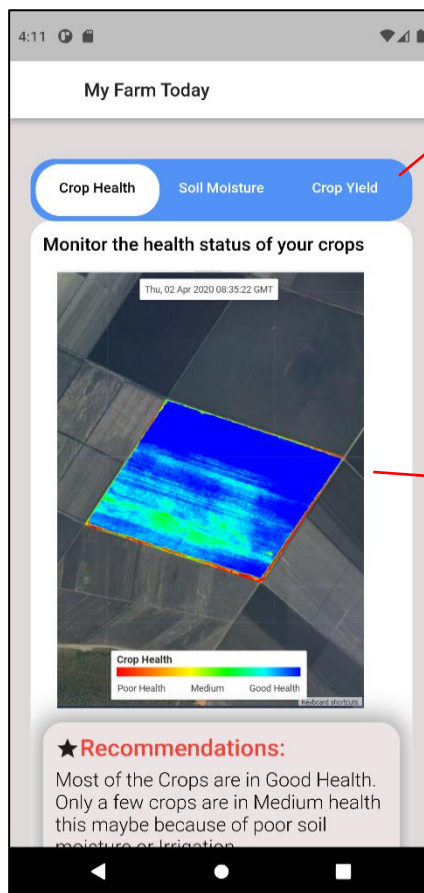 4:11
My Farm Today
Crop Health Soil Moisture Crop Yield
Monitor the health status of your crops
Thu, 02 Apr 2020 08:35:22 GMT
Crop Health
Poor Health Medium Good Health
Keyboard shortcuts
★Recommendations:
Most of the Crops are in Good Health.
Only a few crops are in Medium health
this maybe because of poor soil
moisture or Irrigation